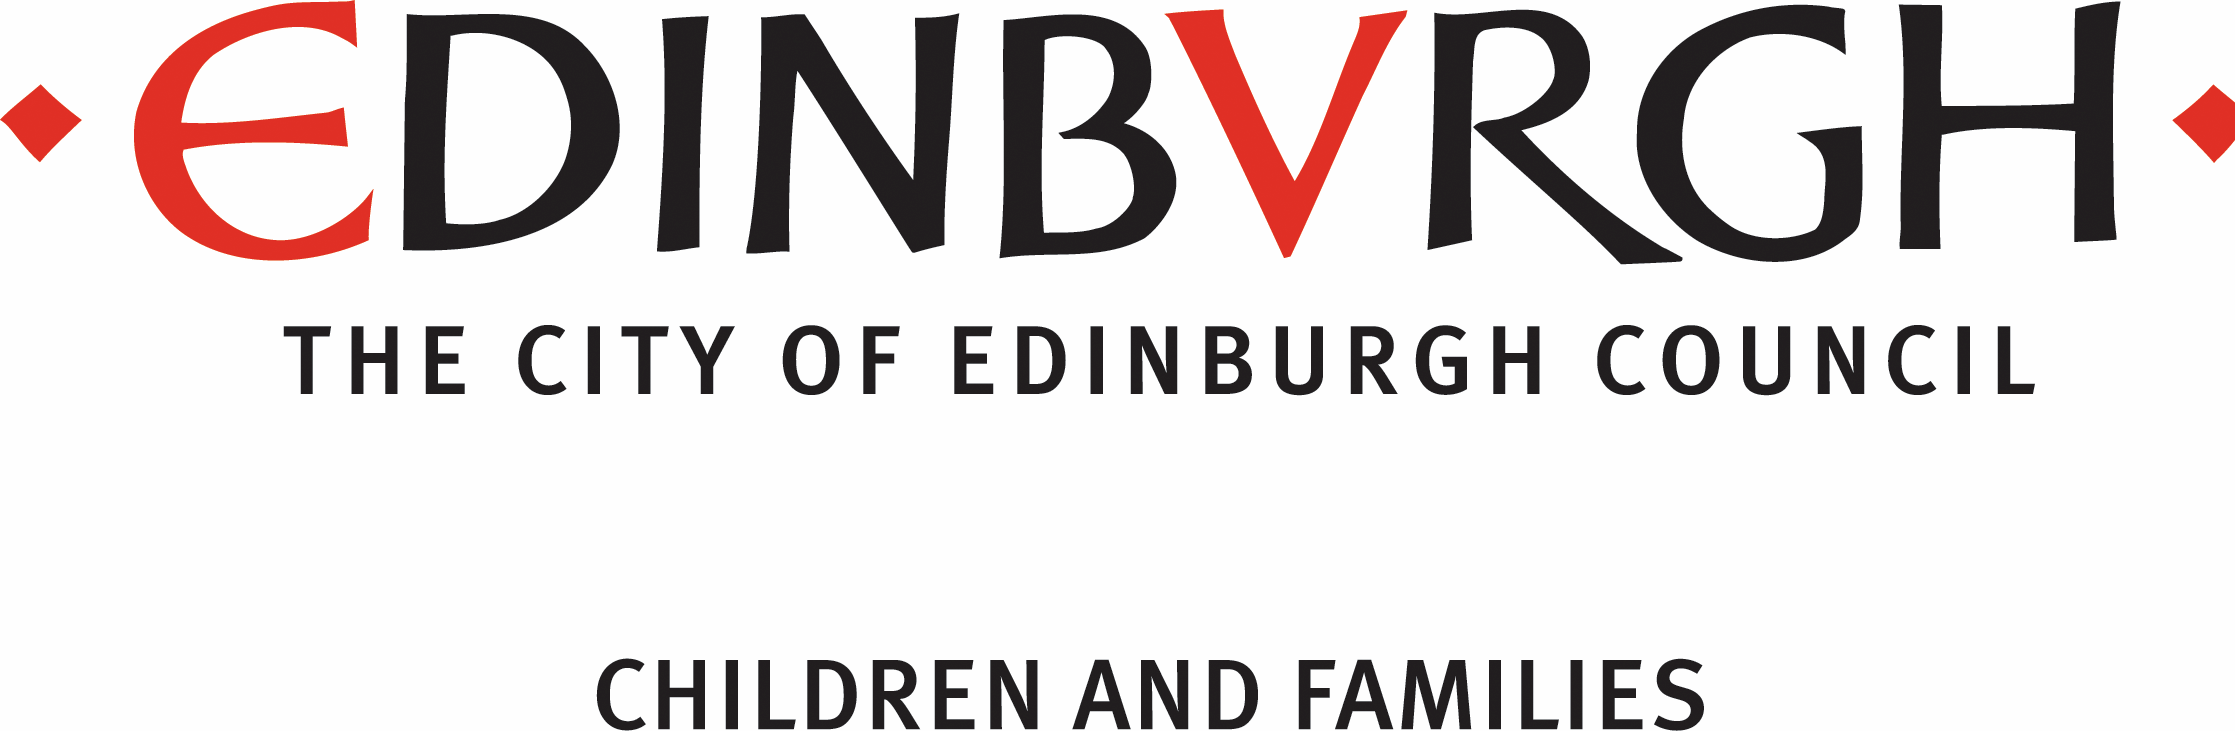 ·EDINBVRGH·
THE CITY OF EDINBURGH COUNCIL
CHILDREN AND FAMILIES